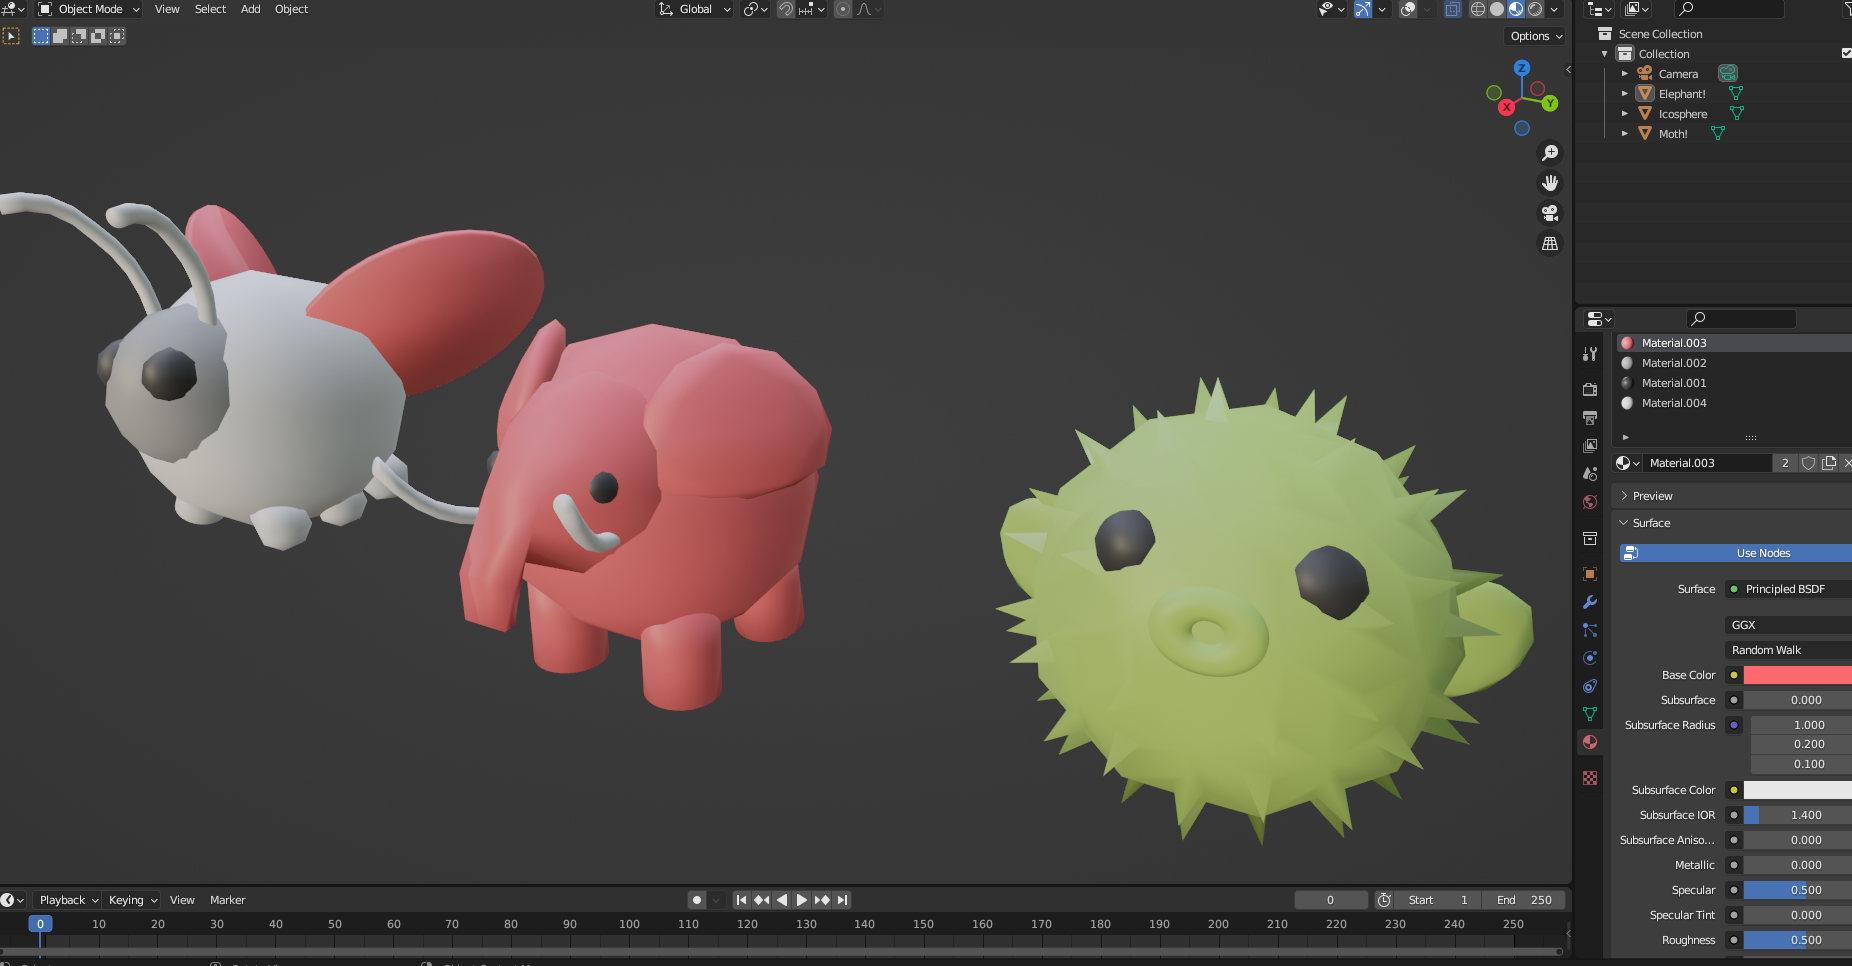 Object Mode View Select Add Object Global
Options
Z
Y
X
Scene Collection
Collection
Camera
Elephant!
Icosphere
Moth!
Material.003
Material.002
Material.001
Material.004
Material.003 2
Preview
Surface
Use Nodes
Surface Principled BSDF
GGX
Random Walk
Base Color
Subsurface 0.000
Subsurface Radius 1.000
0.200
0.100
Subsurface Color
Subsurface IOR 1.400
Subsurface Aniso... 0.000
Metallic 0.000
Specular 0.500
Specular Tint 0.000
Roughness 0.500
Playback Keying View Marker 0 Start 1 End 250
0 10 20 30 40 50 60 70 80 90 100 110 120 130 140 150 160 170 180 190 200 210 220 230 240 250